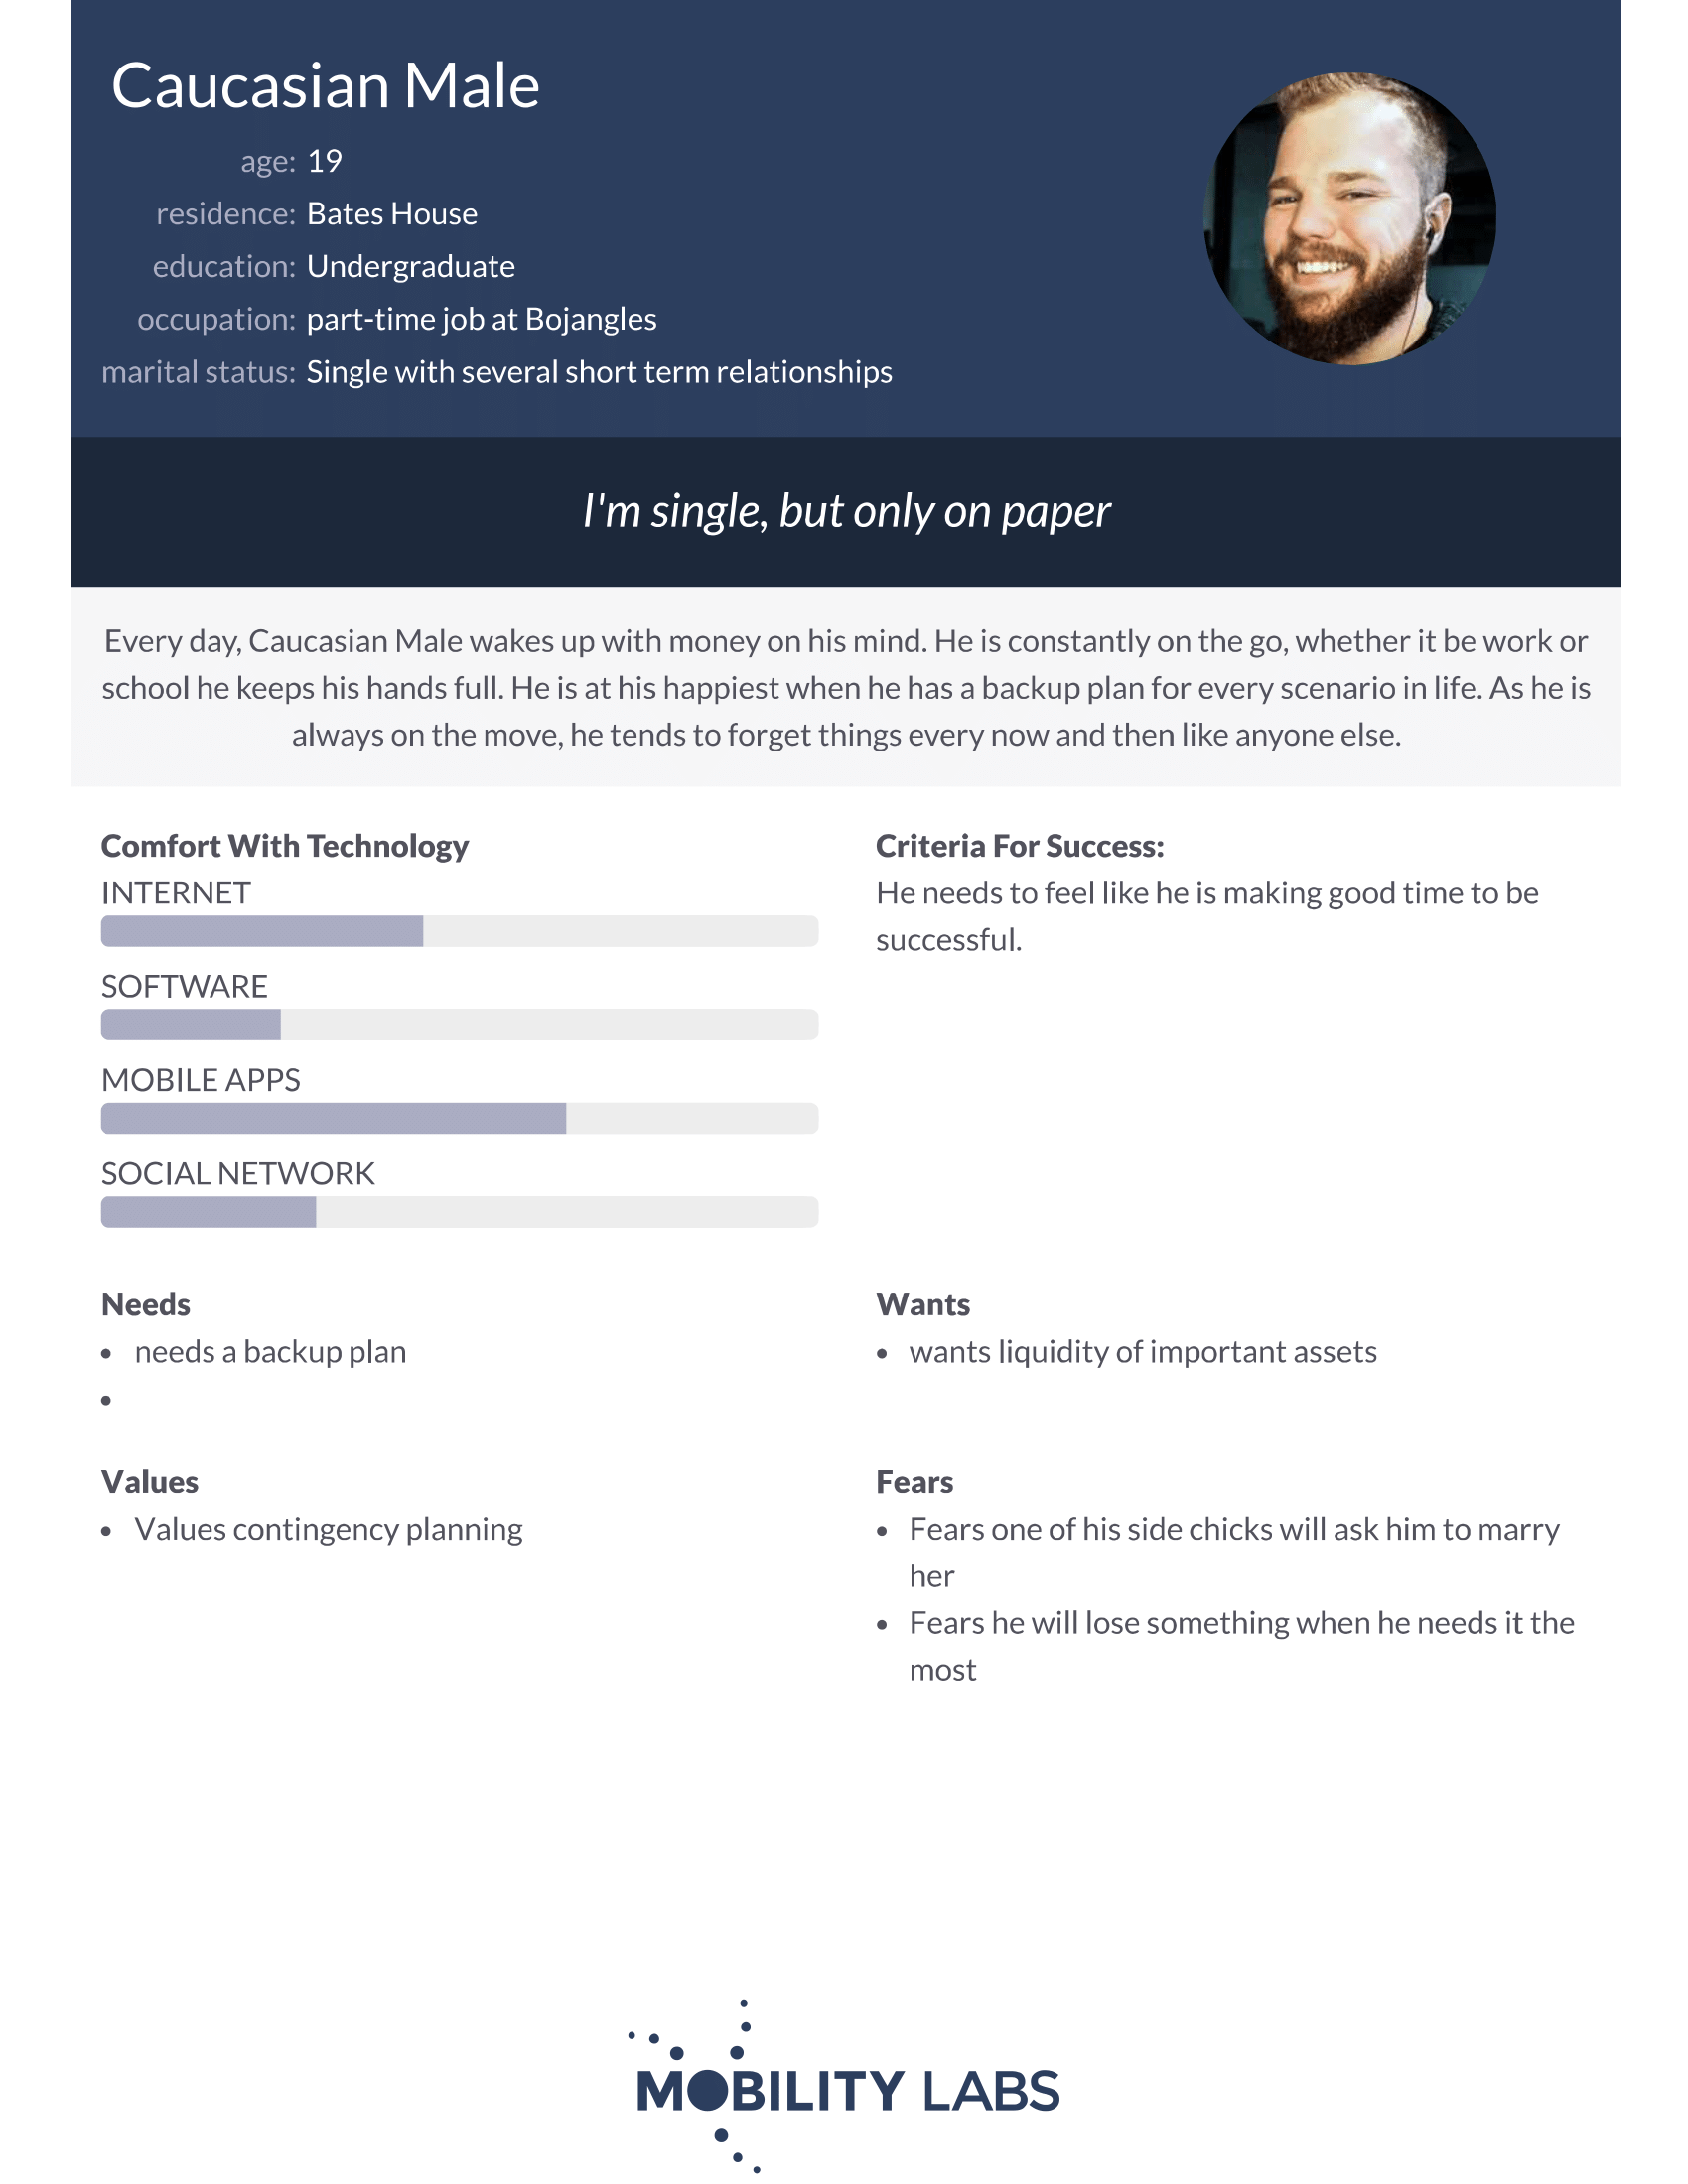 Caucasian Male
age: 19
residence: Bates House
education: Undergraduate
occupation: part-time job at Bojangles
marital status: Single with several short term relationships
I'm single, but only on paper
Every day, Caucasian Male wakes up with money on his mind. He is constantly on the go, whether it be work or
school he keeps his hands full. He is at his happiest when he has a backup plan for every scenario in life. As he is
always on the move, he tends to forget things every now and then like anyone else.
Comfort With Technology
INTERNET
SOFTWARE
MOBILE APPS
SOCIAL NETWORK
Criteria For Success:
He needs to feel like he is making good time to be
successful.
Needs
• needs a backup plan
•
Wants
• wants liquidity of important assets
Values
• Values contingency planning
Fears
• Fears one of his side chicks will ask him to marry
her
• Fears he will lose something when he needs it the
most
MOBILITY LABS